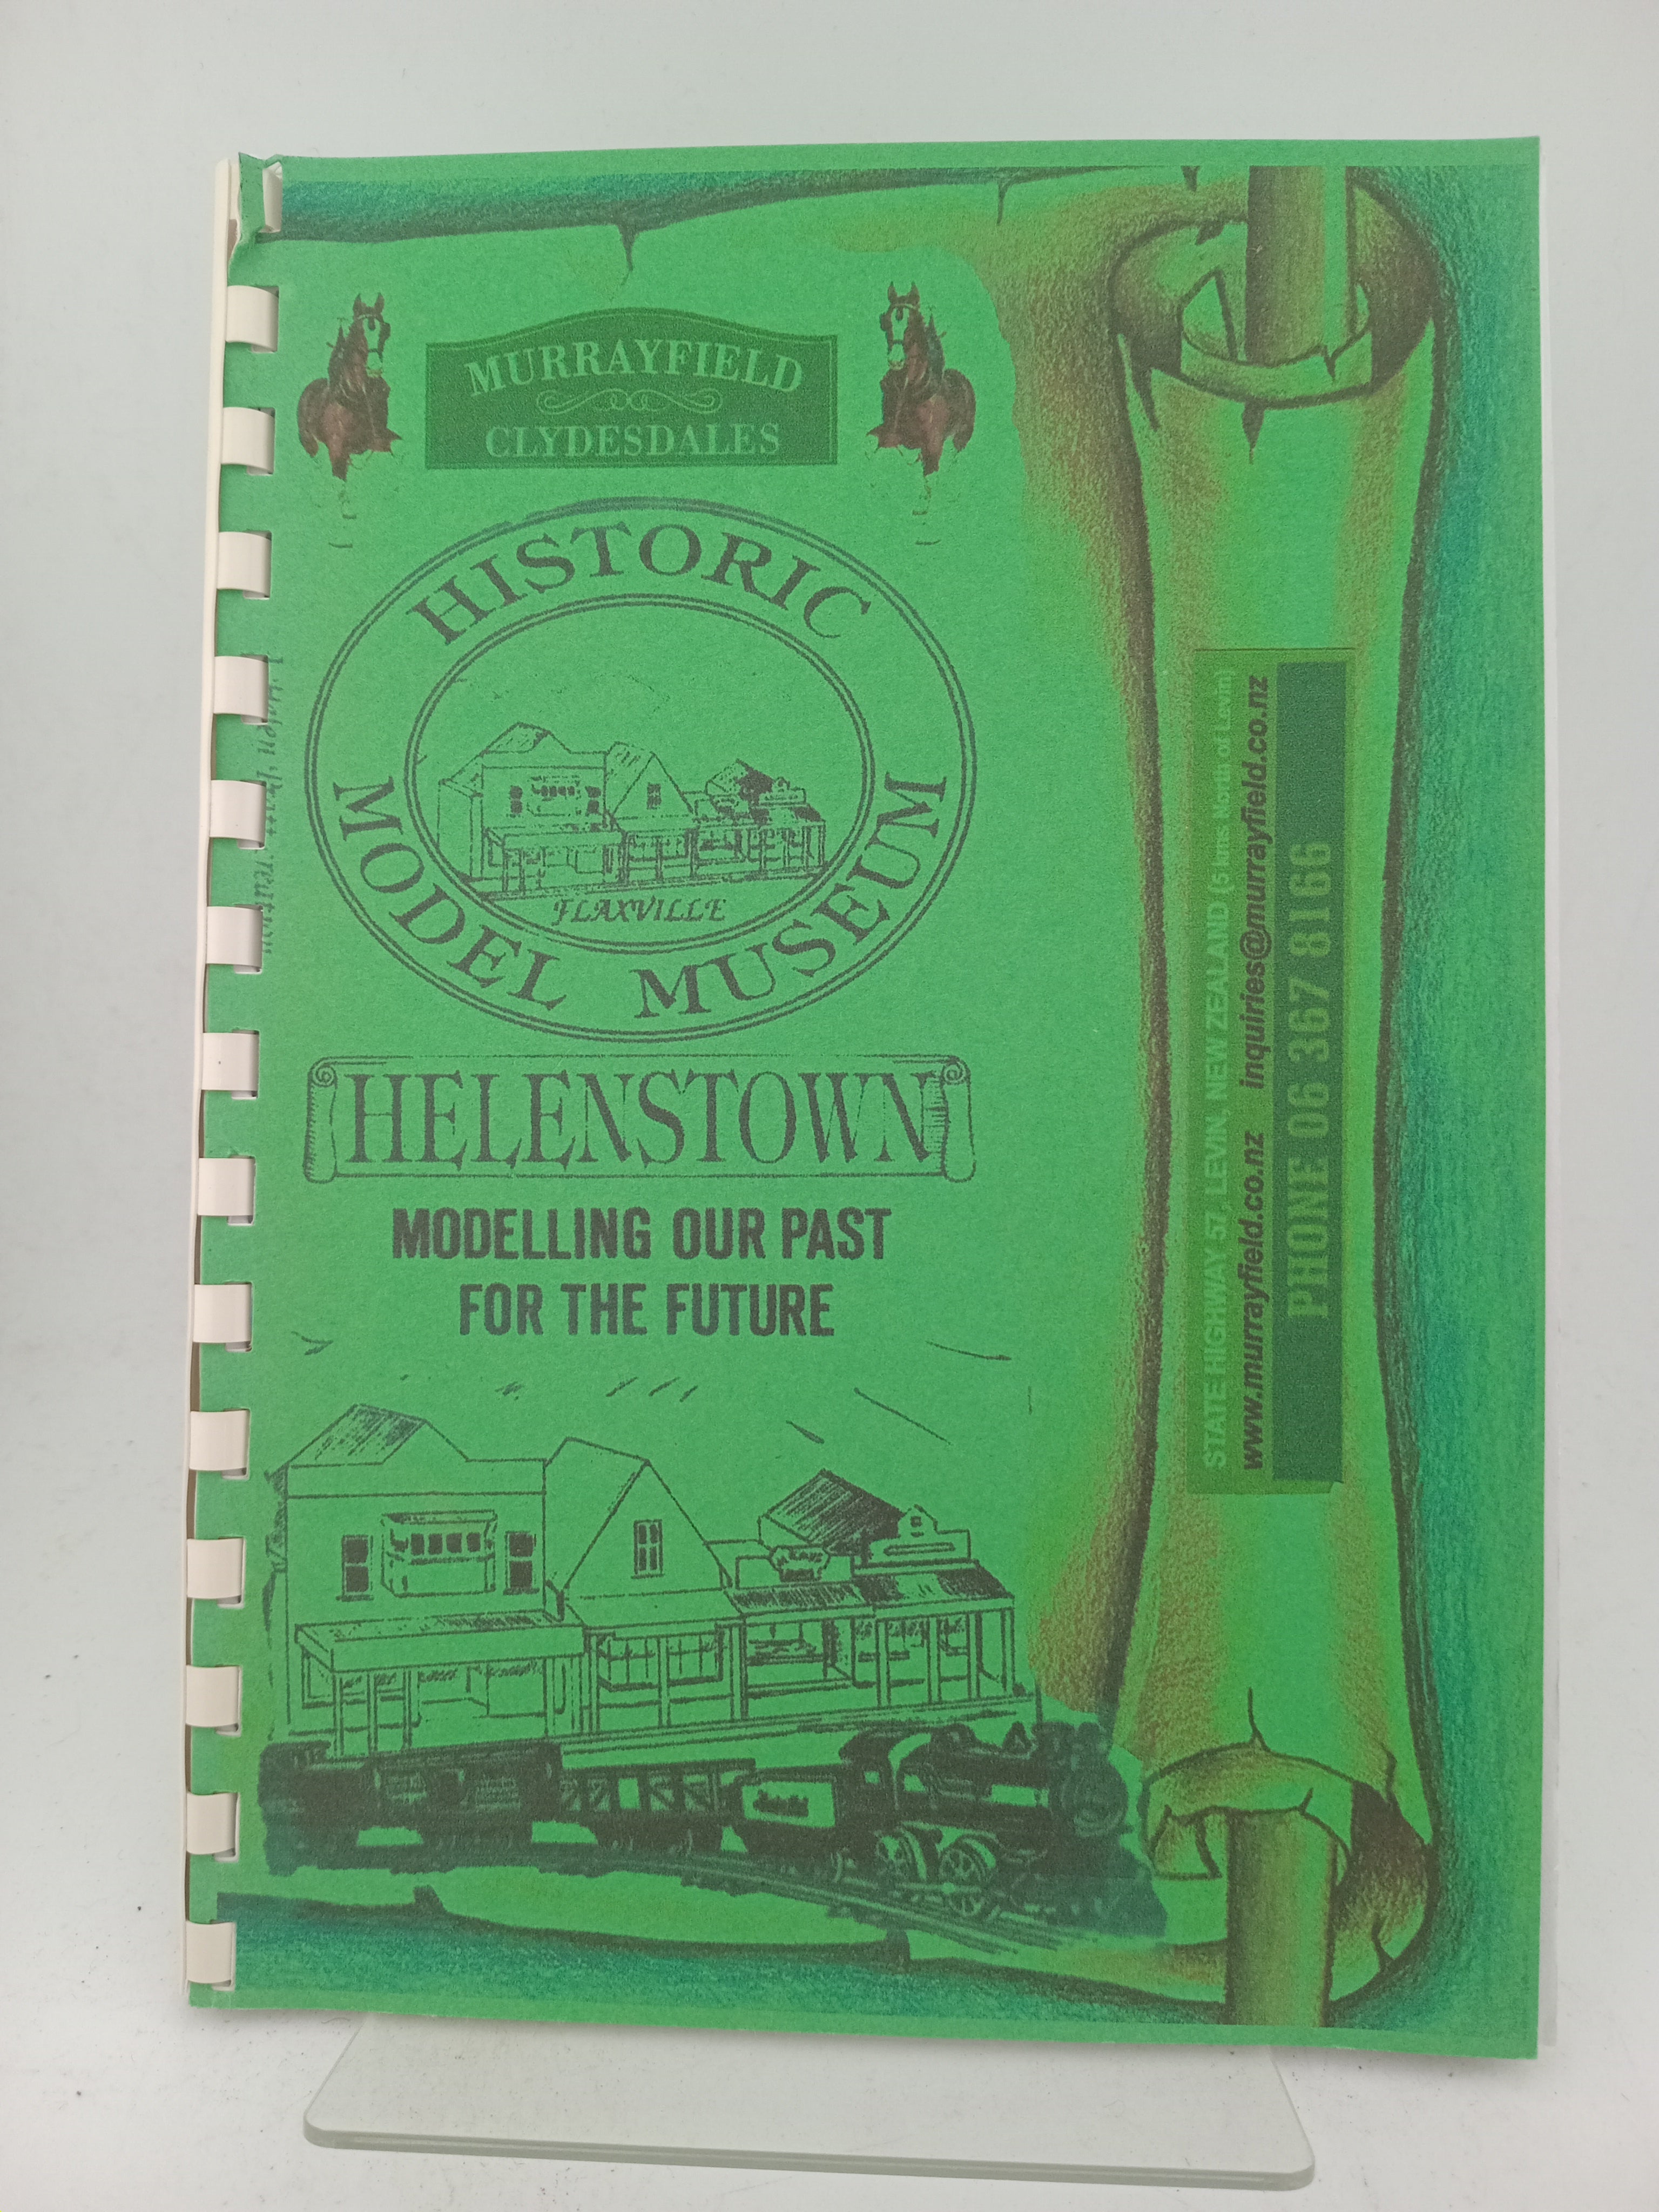 MURRAYFIELD
CLYDESDALES
HISTORIC
MODEL MUSEUM
FLAXVILLE
HELENSTOWN
MODELLING OUR PAST
FOR THE FUTURE
STATE HIGHWAY 57, LEVIN, NEW ZEALAND (5 kms North of Levin)
www.murrayfield.co.nz inquiries@murrayfield.co.nz
PHONE 06 367 8166